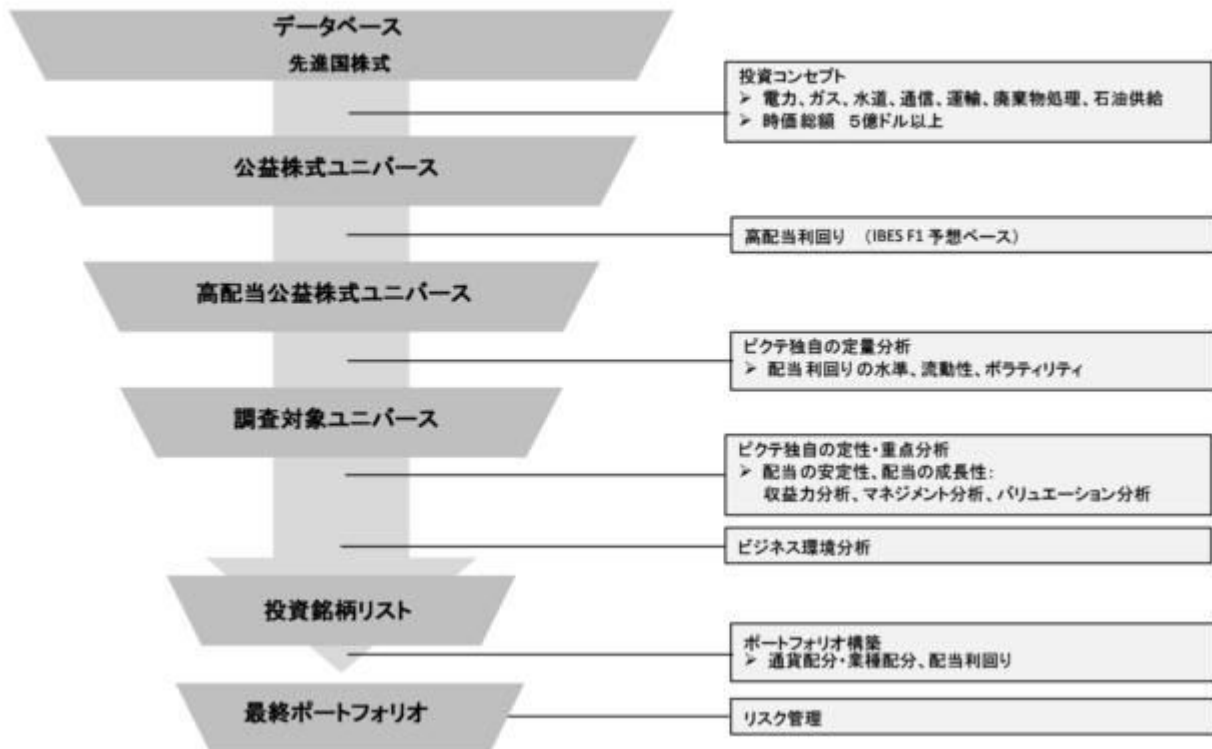 データベース
先進国株式
投資コンセプト
➢ 電力、ガス、水道、通信、運輸、廃棄物処理、石油供給
➢ 時価総額 5億ドル以上
公益株式ユニバース
高配当利回り (IBES F1 予想ベース)
高配当公益株式ユニバース
ピクテ独自の定量分析
➢ 配当利回りの水準、流動性、ボラティリティ
調査対象ユニバース
ピクテ独自の定性・重点分析
➢ 配当の安定性、配当の成長性:
収益力分析、マネジメント分析、バリュエーション分析
ビジネス環境分析
投資銘柄リスト
ポートフォリオ構築
➢ 通貨配分・業種配分、配当利回り
最終ポートフォリオ
リスク管理